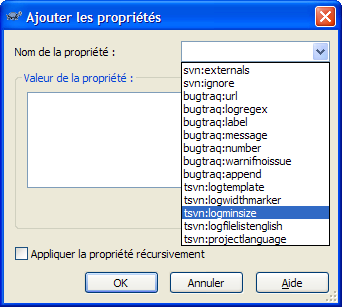 Ajouter les propriétés
Nom de la propriété :
Valeur de la propriété :
svn:externals
svn:ignore
bugtraq:url
bugtraq:logregex
bugtraq:label
bugtraq:message
bugtraq:number
bugtraq:warnifnoissue
bugtraq:append
tsvn:logtemplate
tsvn:logwidthmarker
tsvn:logminsize
tsvn:logfilelistenglish
tsvn:projectlanguage
Appliquer la propriété récursivement
OK
Annuler
Aide